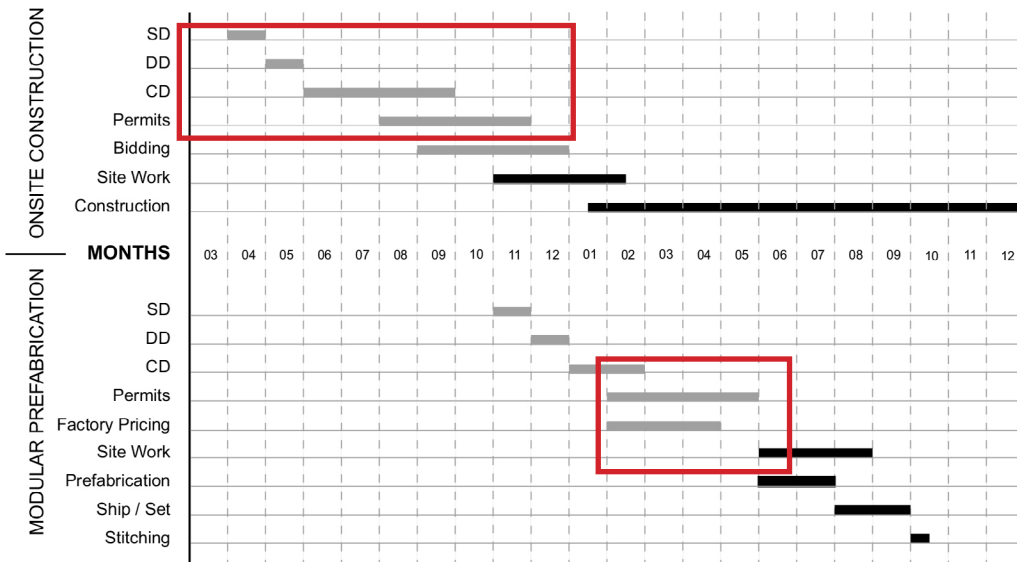 ONSITE CONSTRUCTION
SD
DD
CD
Permits
Bidding
Site Work
Construction
MONTHS 03 04 05 06 07 08 09 10 11 12 01 02 03 04 05 06 07 08 09 10 11 12
MODULAR PREFABRICATION
SD
DD
CD
Permits
Factory Pricing
Site Work
Prefabrication
Ship / Set
Stitching